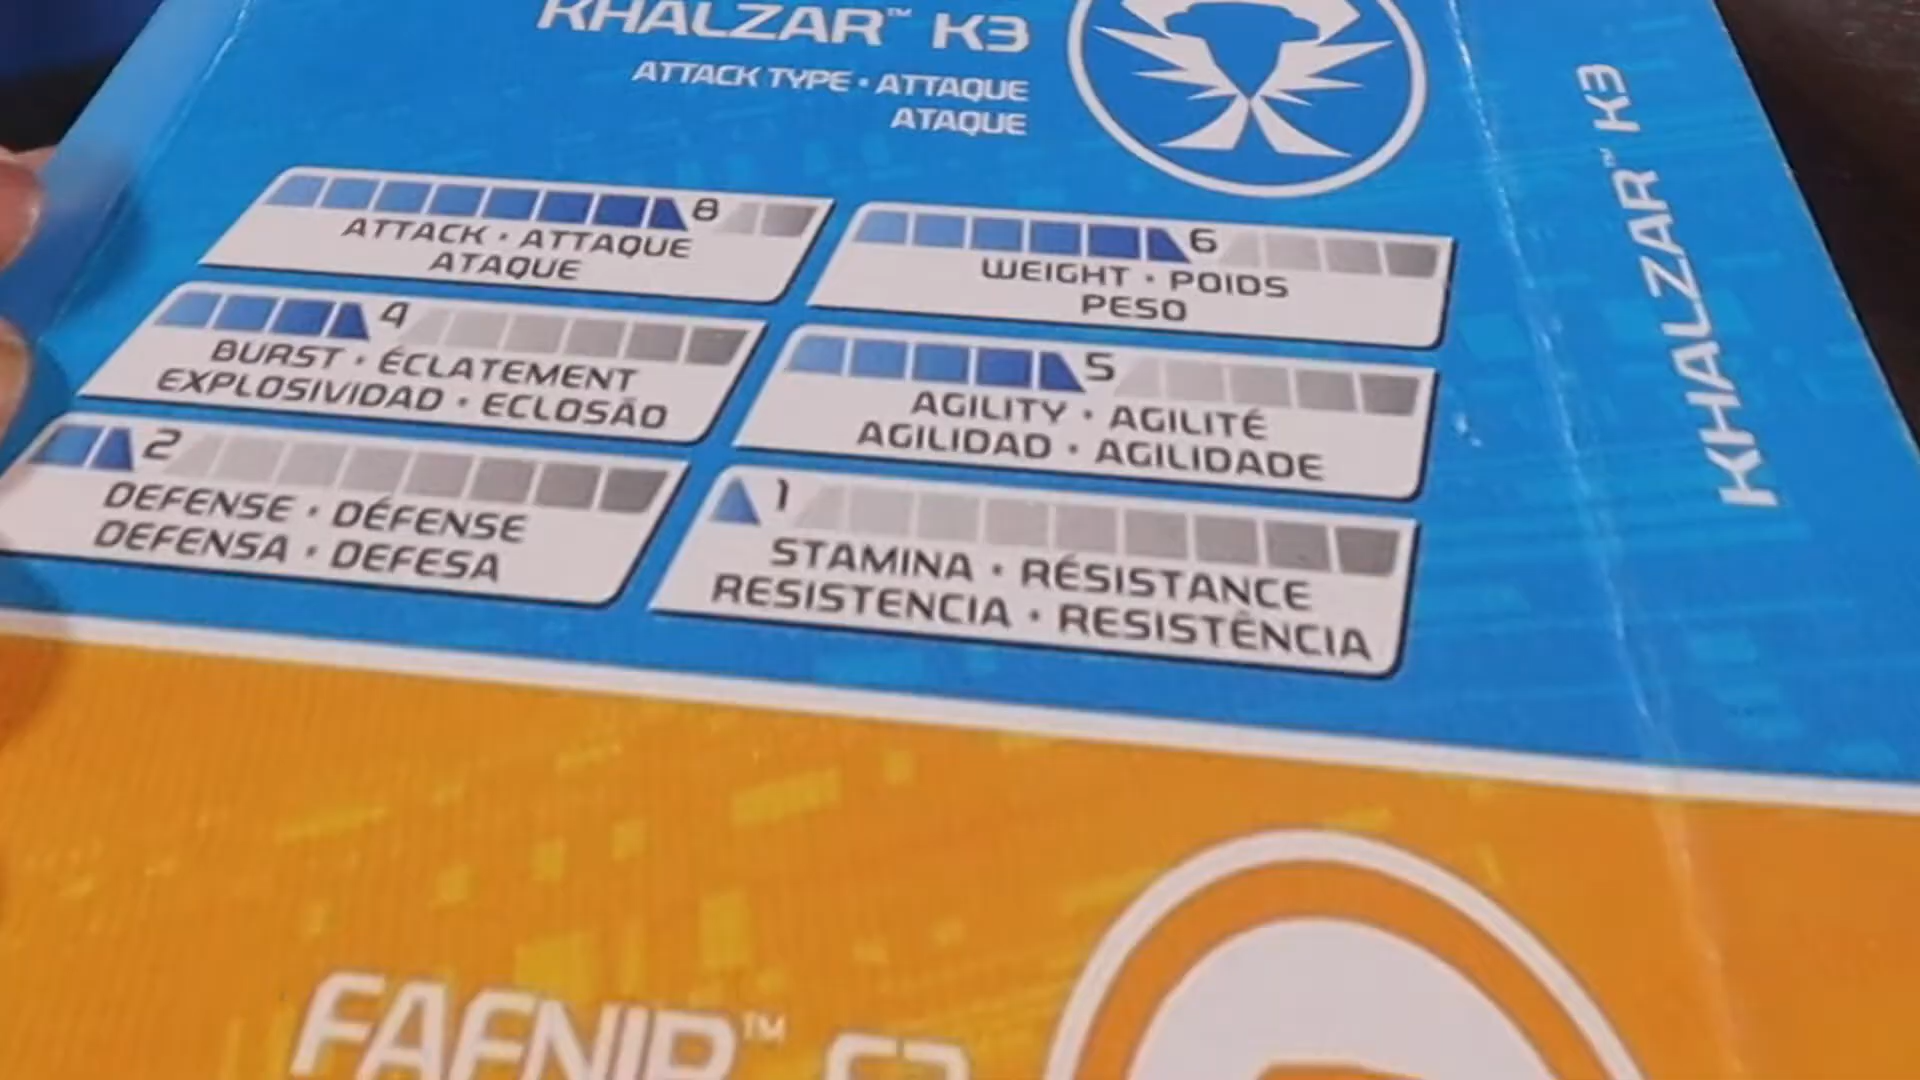 KHALZAR™ K3
ATTACK TYPE • ATTAQUE
ATAQUE
8
ATTACK • ATTAQUE
ATAQUE
6
WEIGHT • POIDS
PESO
4
BURST • ÉCLATEMENT
EXPLOSIVIDAD • ECLOSÃO
5
AGILITY • AGILITÉ
AGILIDAD • AGILIDADE
2
DEFENSE • DÉFENSE
DEFENSA • DEFESA
1
STAMINA • RÉSISTANCE
RESISTENCIA • RESISTÊNCIA
KHALZAR™ K3
FAFNIR™